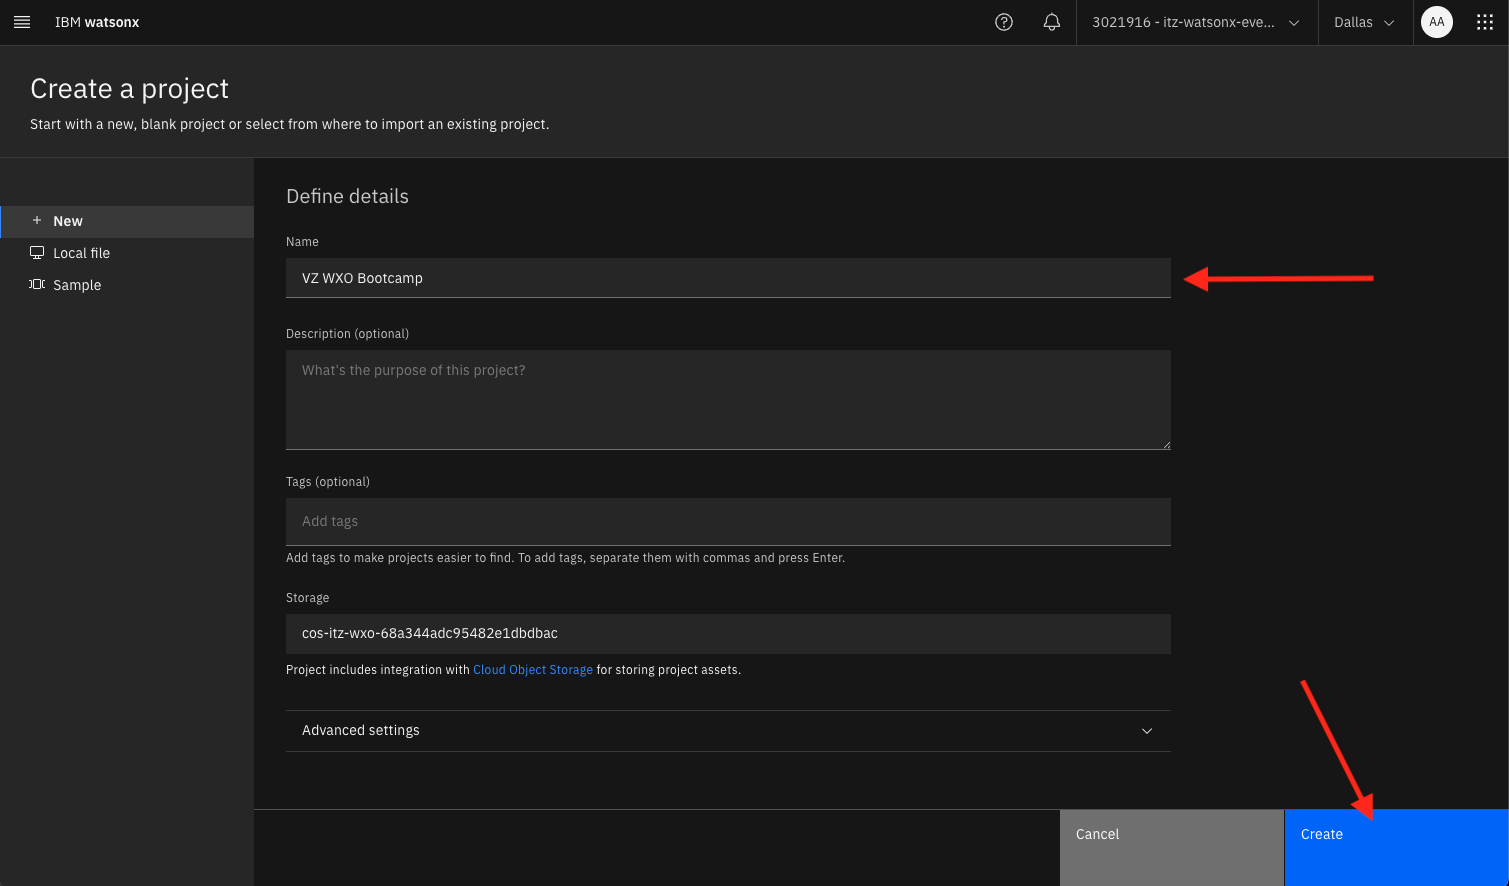 IBM watsonx
3021916 - itz-watsonx-eve...
Dallas
AA
Create a project
Start with a new, blank project or select from where to import an existing project.
New
Local file
Sample
Define details
Name
VZ WXO Bootcamp
Description (optional)
What's the purpose of this project?
Tags (optional)
Add tags
Add tags to make projects easier to find. To add tags, separate them with commas and press Enter.
Storage
cos-itz-wxo-68a344adc95482e1dbdbac
Project includes integration with Cloud Object Storage for storing project assets.
Advanced settings
Cancel
Create